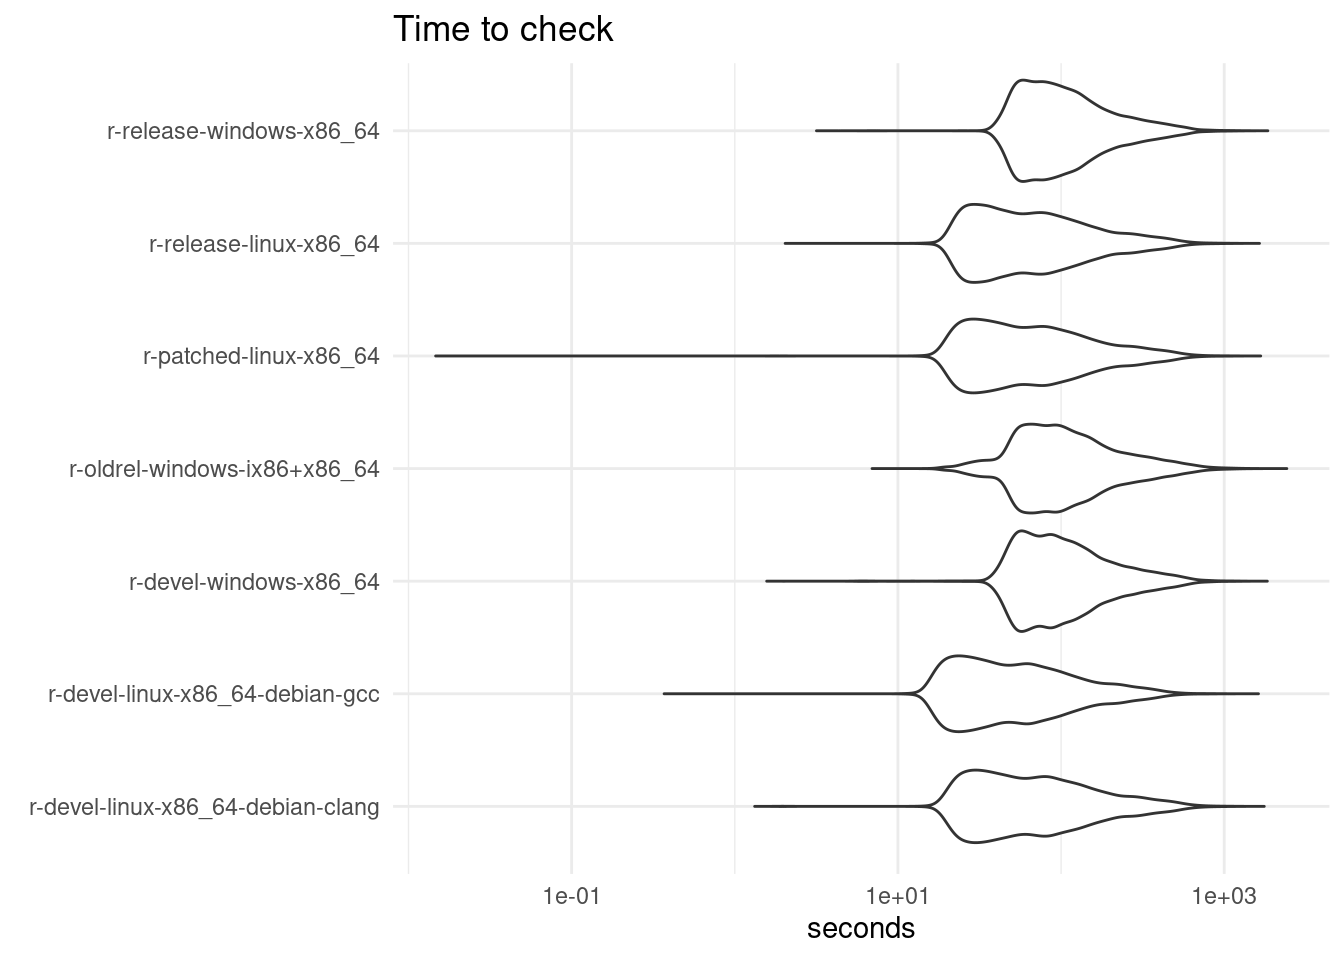 Time to check
r-release-windows-x86_64
r-release-linux-x86_64
r-patched-linux-x86_64
r-oldrel-windows-ix86+x86_64
r-devel-windows-x86_64
r-devel-linux-x86_64-debian-gcc
r-devel-linux-x86_64-debian-clang
1e-01 1e+01 1e+03
seconds